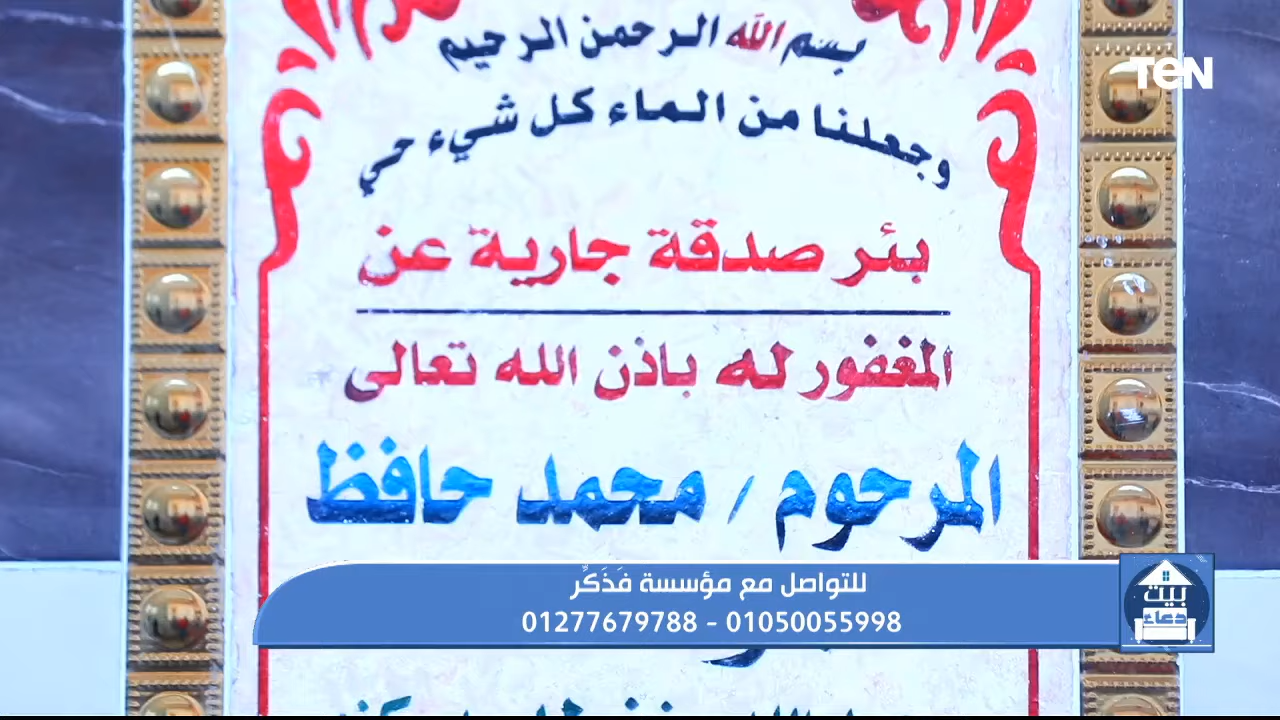 TEN
بسم الله الرحمن الرحيم
وجعلنا من الماء كل شيء حي
بئر صدقة جارية عن
المغفور له باذن الله تعالى
المرحوم / محمد حافظ
للتواصل مع مؤسسة فَذَكِّر
01277679788 - 01050055998
بيت
دعاء